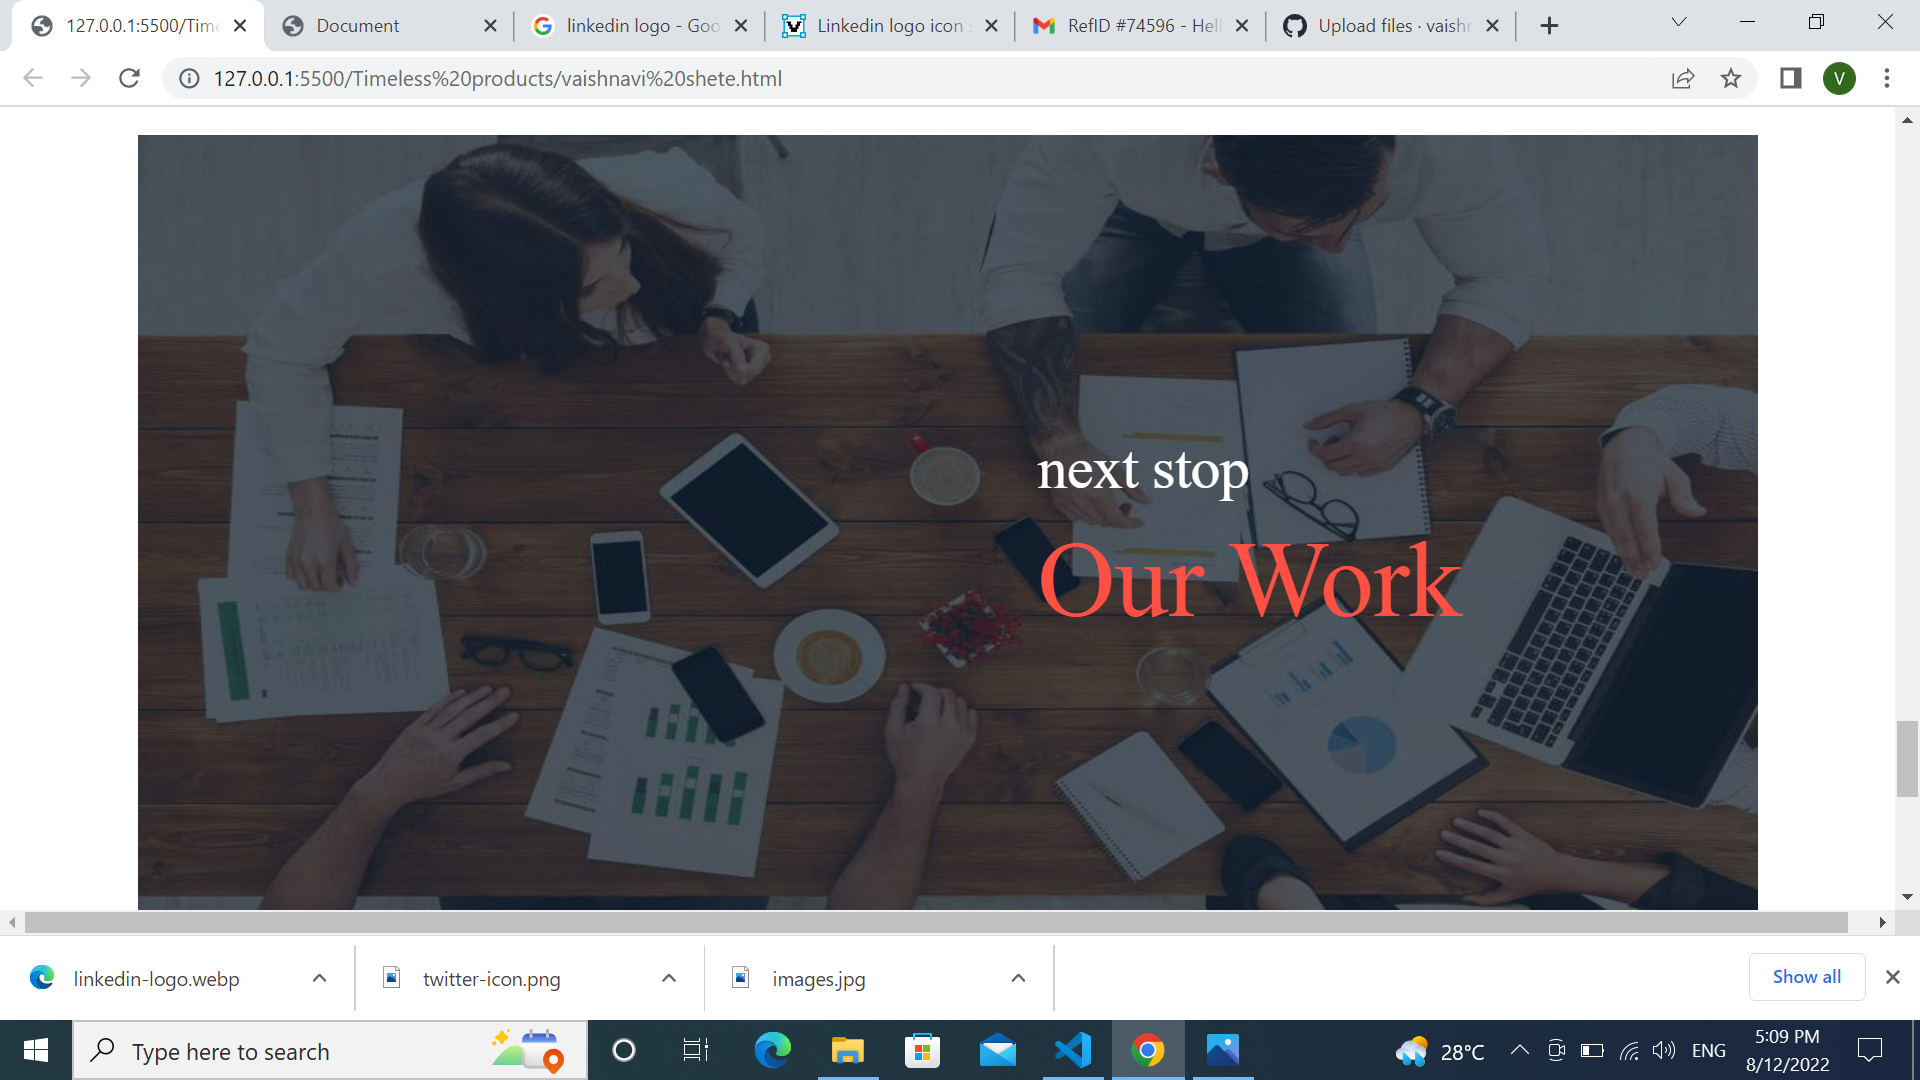 127.0.0.1:5500/Time
Document
linkedin logo - Goo
Linkedin logo icon s
RefID #74596 - Hell
Upload files · vaishn
127.0.0.1:5500/Timeless%20products/vaishnavi%20shete.html
V
next stop
Our Work
linkedin-logo.webp
twitter-icon.png
images.jpg
Show all
Type here to search
28°C
ENG
5:09 PM
8/12/2022